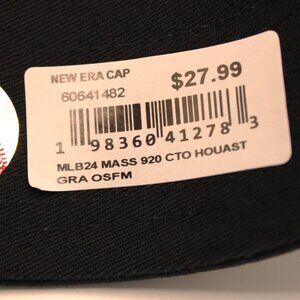 NEW ERA CAP
$27.99
60641482
1 98360 41278 3
MLB24 MASS 920 CTO HOUAST
GRA OSFM